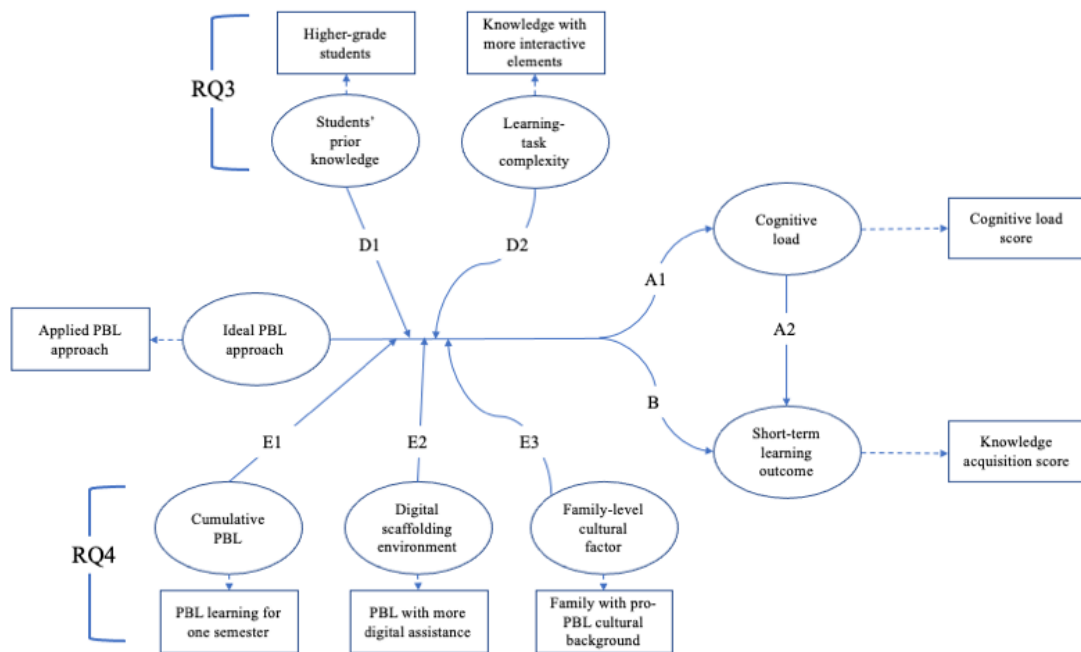 Higher-grade
students
Knowledge with
more interactive
elements
RQ3
Students'
prior
knowledge
Learning-
task
complexity
D1
D2
Cognitive
load
Cognitive load
score
A1
A2
Applied PBL
approach
Ideal PBL
approach
B
E1
E2
E3
Short-term
learning
outcome
Knowledge
acquisition score
RQ4
Cumulative
PBL
Digital
scaffolding
environment
Family-level
cultural
factor
PBL learning for
one semester
PBL with more
digital assistance
Family with pro-
PBL cultural
background